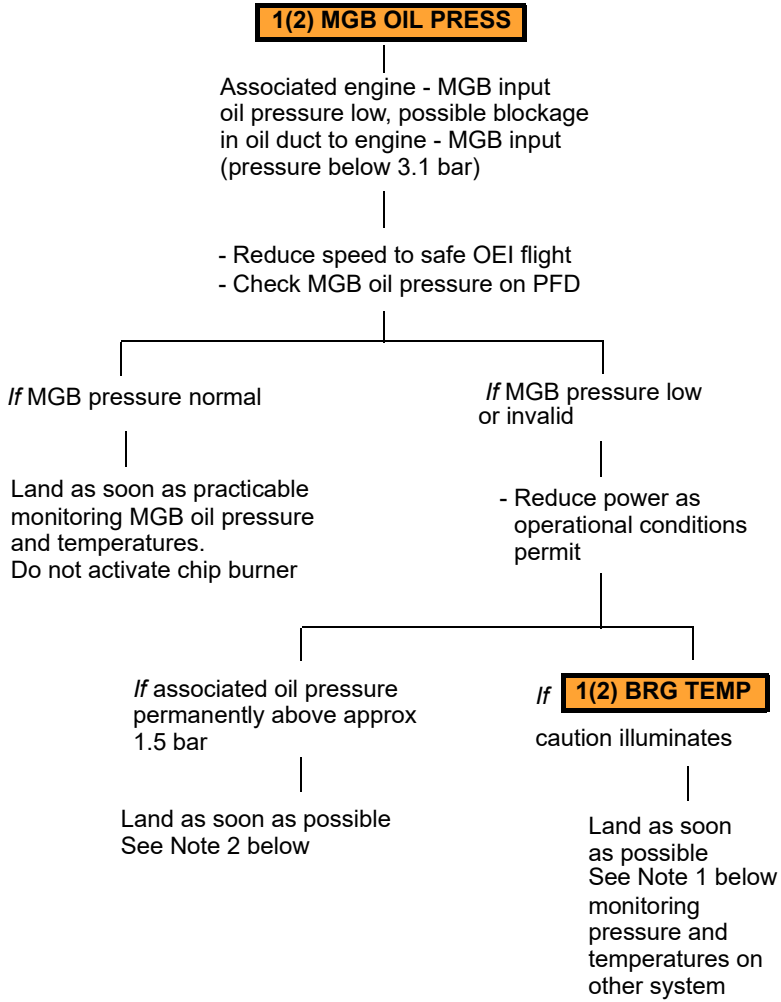 1(2) MGB OIL PRESS
Associated engine - MGB input
oil pressure low, possible blockage
in oil duct to engine - MGB input
(pressure below 3.1 bar)
- Reduce speed to safe OEI flight
- Check MGB oil pressure on PFD
If MGB pressure normal
Land as soon as practicable
monitoring MGB oil pressure
and temperatures.
Do not activate chip burner
If MGB pressure low
or invalid
- Reduce power as
operational conditions
permit
If associated oil pressure
permanently above approx
1.5 bar
Land as soon as possible
See Note 2 below
If 1(2) BRG TEMP
caution illuminates
Land as soon
as possible
See Note 1 below
monitoring
pressure and
temperatures on
other system